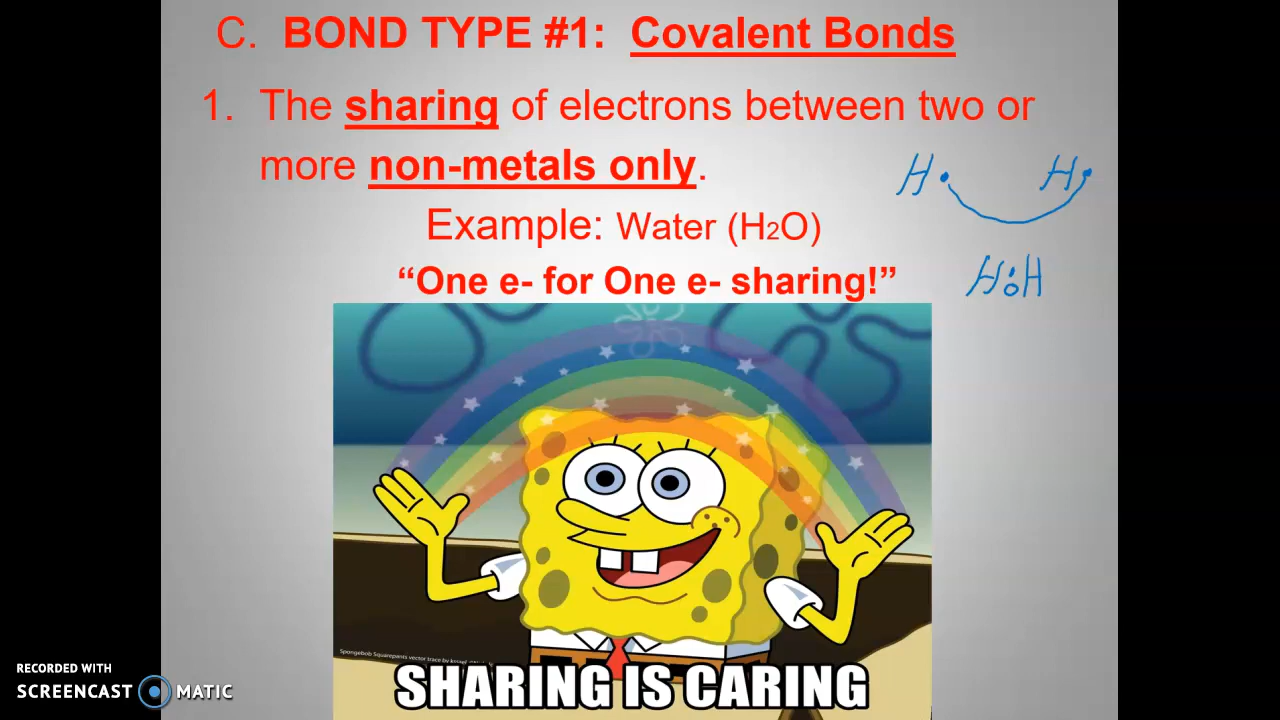 C. BOND TYPE #1: Covalent Bonds
1. The sharing of electrons between two or
more non-metals only.
H H
Example: Water (H2O)
“One e- for One e- sharing!”
H H
SHARING IS CARING
RECORDED WITH
SCREENCAST MATIC